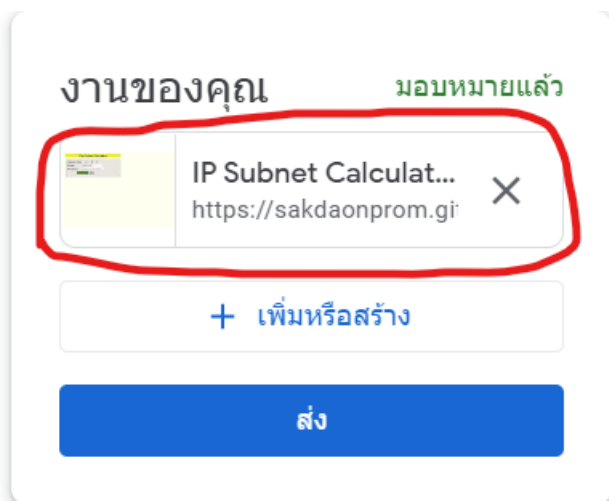 งานของคุณ
มอบหมายแล้ว
IP Subnet Calculat...
https://sakdaonprom.git
+ เพิ่มหรือสร้าง
ส่ง